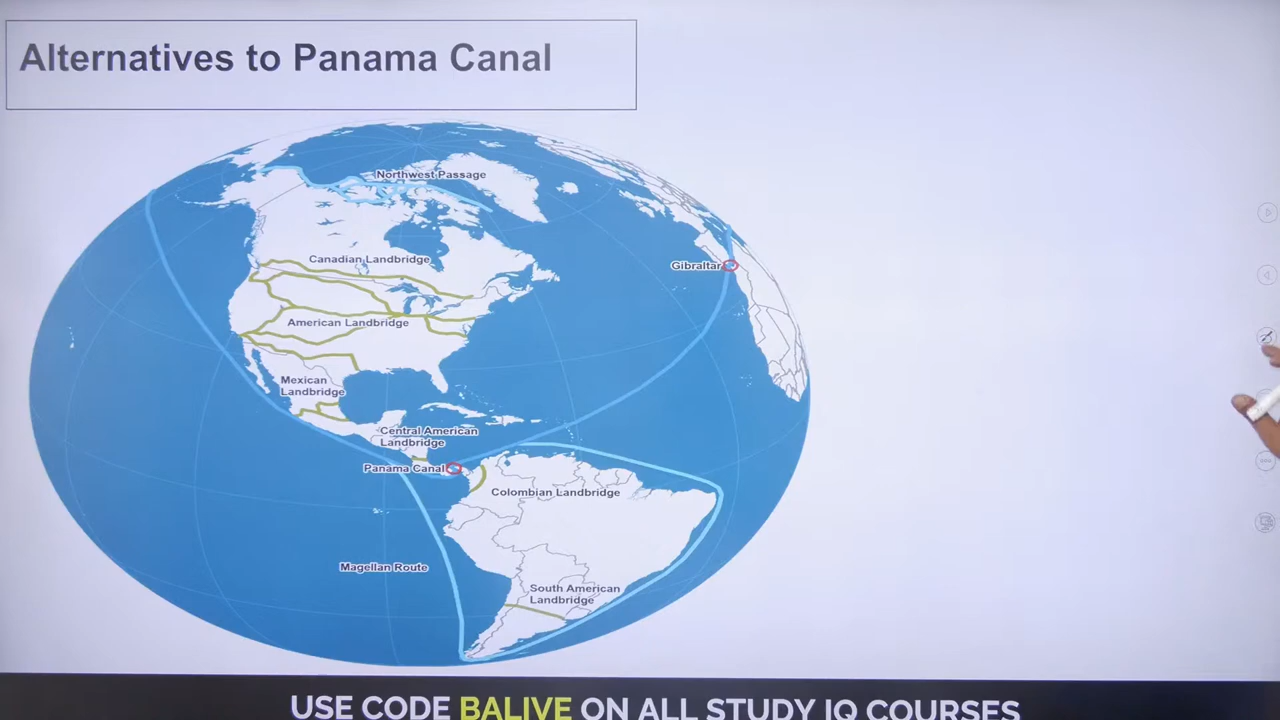 Alternatives to Panama Canal
Northwest Passage
Canadian Landbridge
Gibraltar
American Landbridge
Mexican
Landbridge
Central American
Landbridge
Panama Canal
Colombian Landbridge
Magellan Route
South American
Landbridge
USE CODE BALIVE ON ALL STUDY IQ COURSES